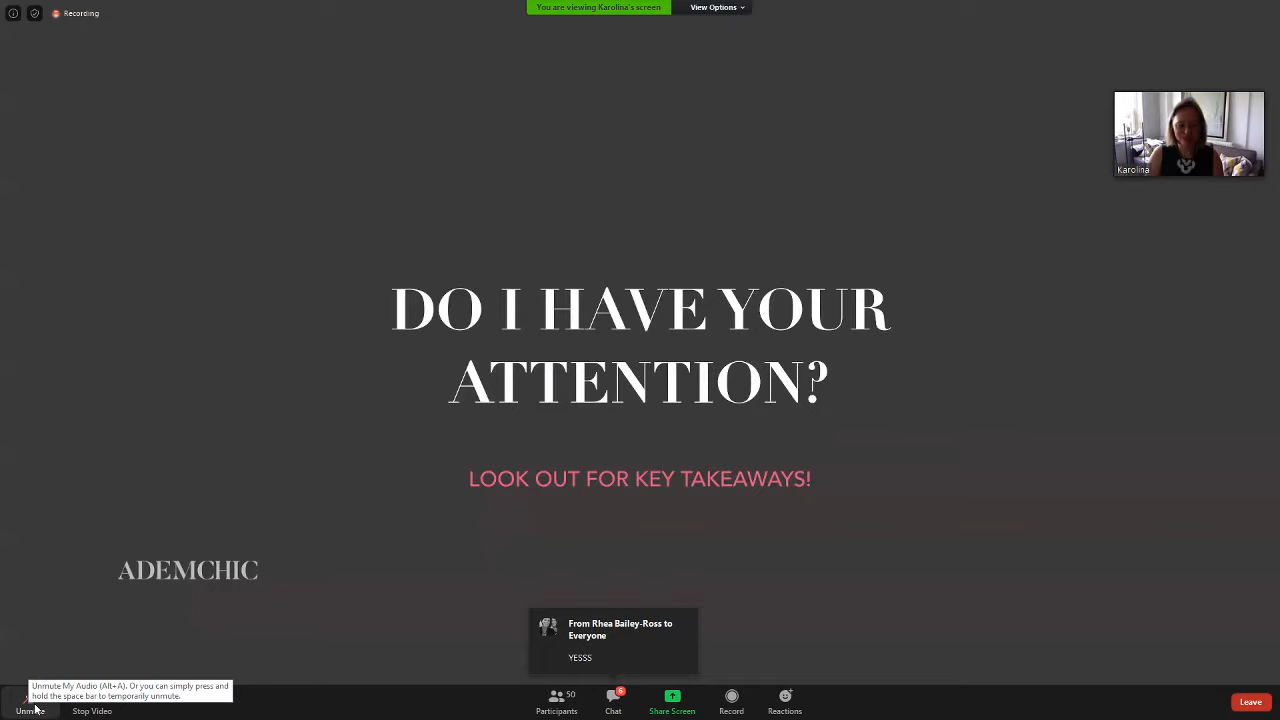 Recording
You are viewing Karolina's screen
View Options
Karolina
DO I HAVE YOUR
ATTENTION?
LOOK OUT FOR KEY TAKEAWAYS!
ADEMCHIC
From Rhea Bailey-Ross to
Everyone
YESSS
Unmute My Audio (Alt+A). Or you can simply press and
hold the space bar to temporarily unmute.
Unmute
Stop Video
50
Participants
6
Chat
Share Screen
Record
Reactions
Leave